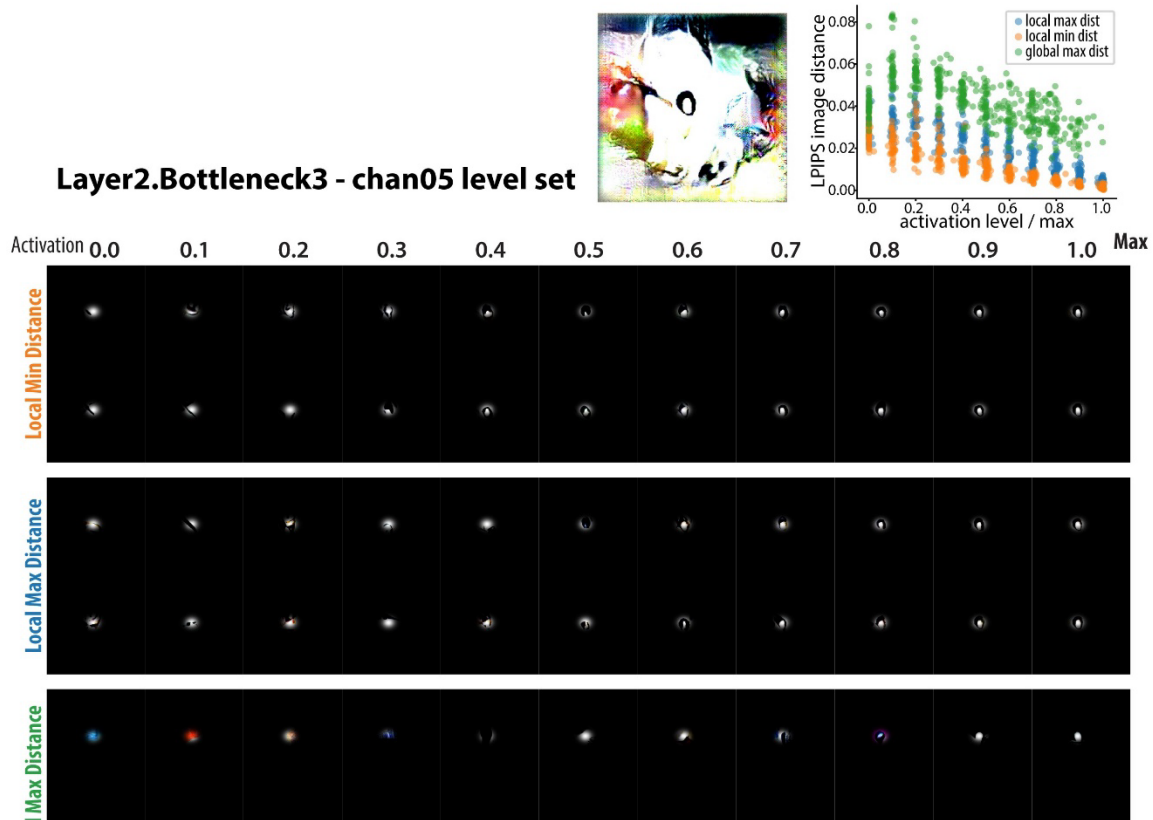 0.08
0.06
0.04
0.02
0.00
LPIPS image distance
local max dist
local min dist
global max dist
0.0 0.2 0.4 0.6 0.8 1.0
activation level / max
Layer2.Bottleneck3 - chan05 level set
Activation 0.0 0.1 0.2 0.3 0.4 0.5 0.6 0.7 0.8 0.9 1.0 Max
Local Min Distance
Local Max Distance
Max Distance